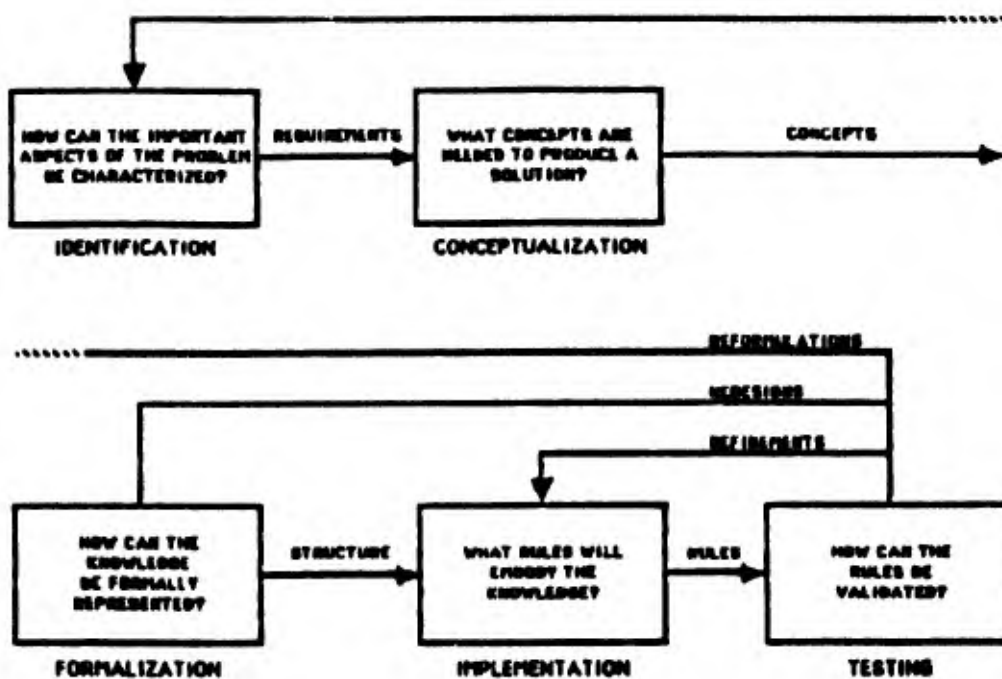 HOW CAN THE IMPORTANT
ASPECTS OF THE PROBLEM
BE CHARACTERIZED?
REQUIREMENTS
WHAT CONCEPTS ARE
NEEDED TO PRODUCE A
SOLUTION?
CONCEPTS
IDENTIFICATION
CONCEPTUALIZATION
REFORMULATIONS
REDESIGNS
REFINEMENTS
HOW CAN THE
KNOWLEDGE
BE FORMALLY
REPRESENTED?
STRUCTURE
WHAT RULES WILL
EMBODY THE
KNOWLEDGE?
RULES
HOW CAN THE
RULES BE
VALIDATED?
FORMALIZATION
IMPLEMENTATION
TESTING